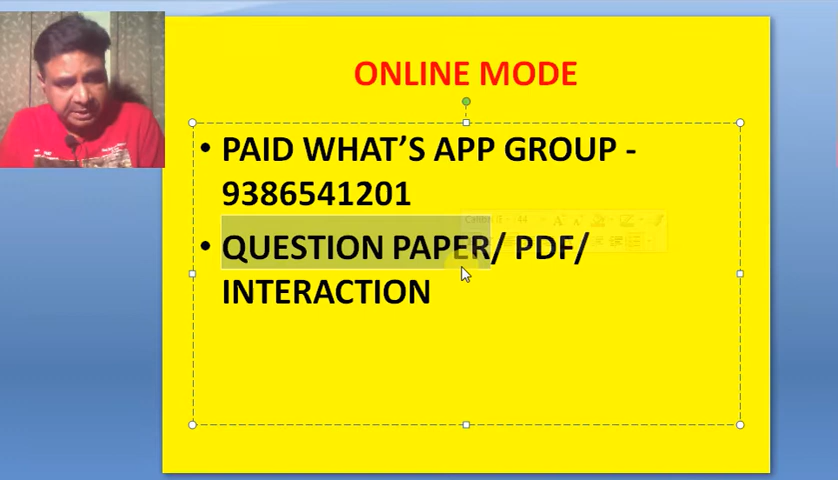 ONLINE MODE
• PAID WHAT'S APP GROUP -
9386541201
• QUESTION PAPER/ PDF/
INTERACTION